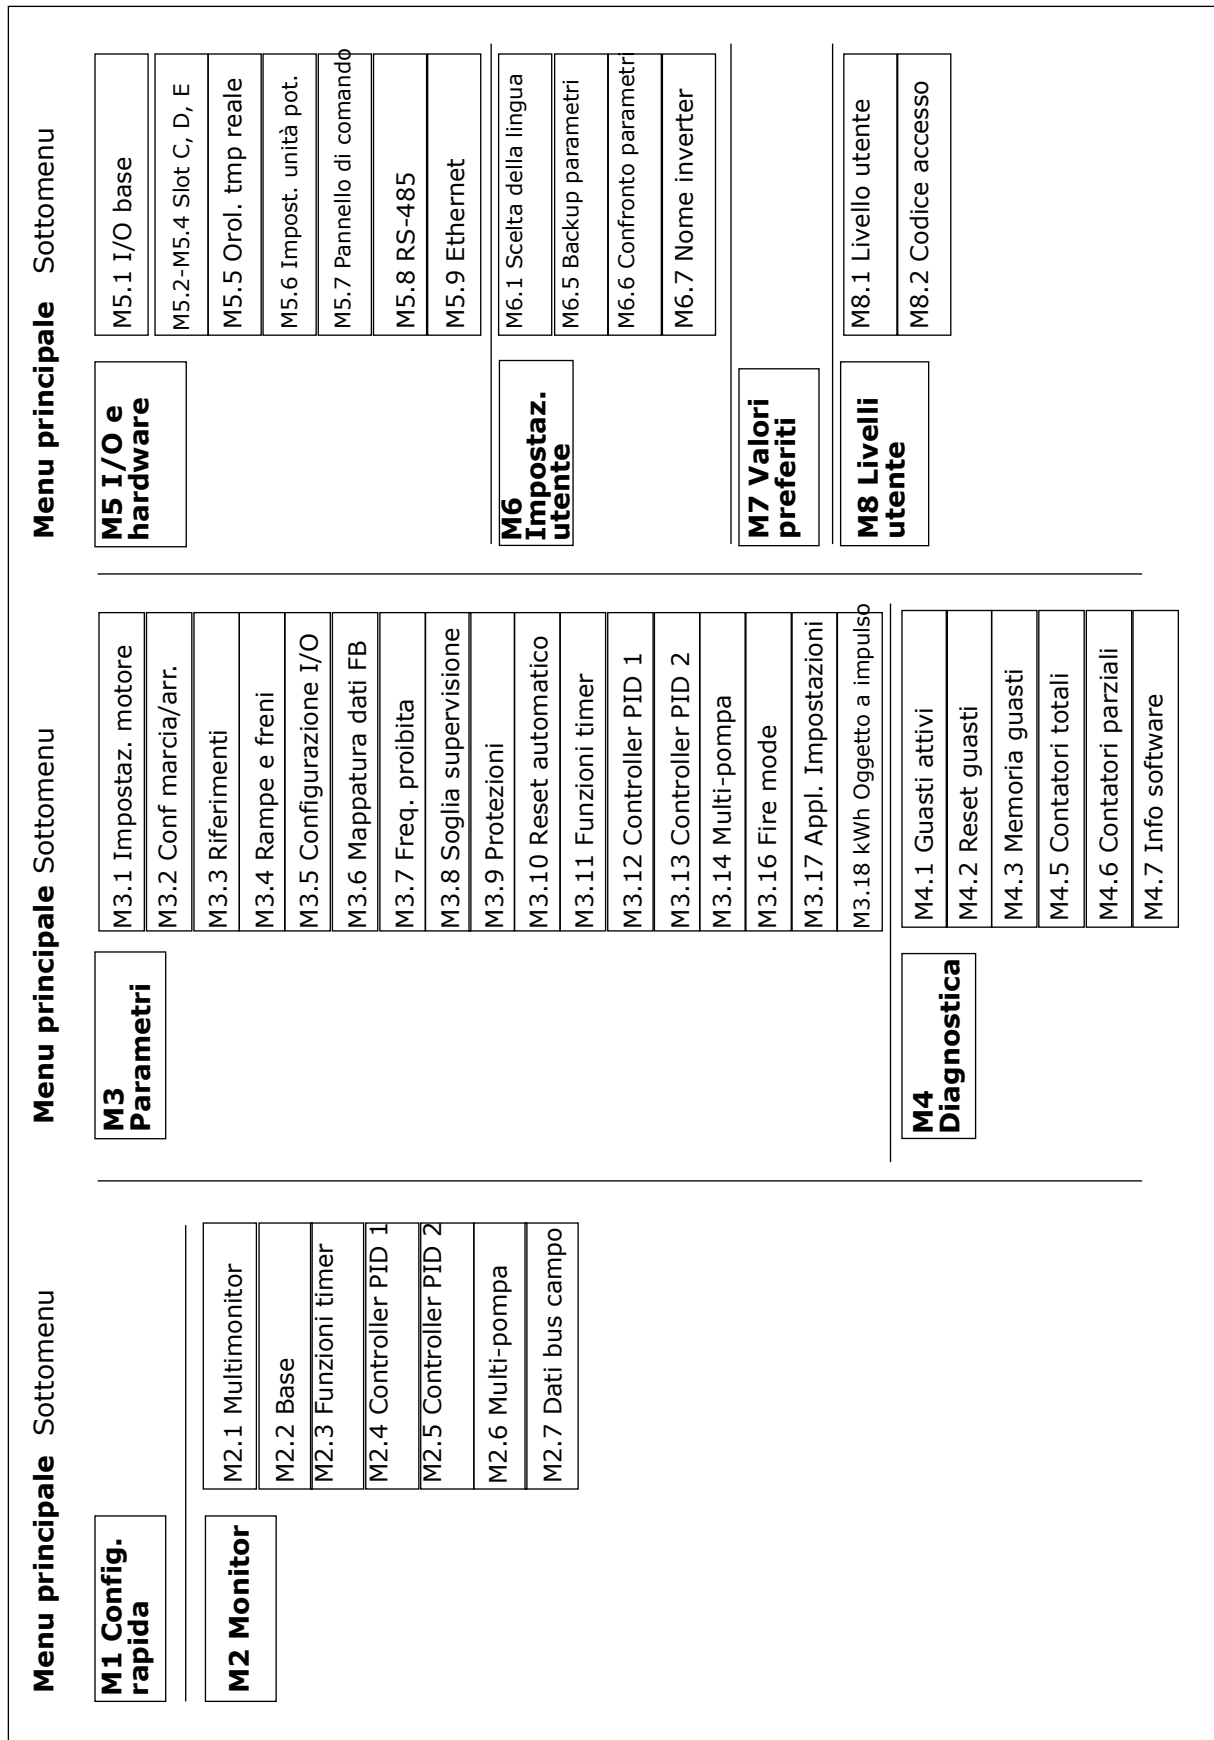 Menu principale Sottomenu
M1 Config.
rapida
M2 Monitor
M2.1 Multimonitor
M2.2 Base
M2.3 Funzioni timer
M2.4 Controller PID 1
M2.5 Controller PID 2
M2.6 Multi-pompa
M2.7 Dati bus campo
Menu principale Sottomenu
M3
Parametri
M3.1 Impostaz. motore
M3.2 Conf marcia/arr.
M3.3 Riferimenti
M3.4 Rampe e freni
M3.5 Configurazione I/O
M3.6 Mappatura dati FB
M3.7 Freq. proibita
M3.8 Soglia supervisione
M3.9 Protezioni
M3.10 Reset automatico
M3.11 Funzioni timer
M3.12 Controller PID 1
M3.13 Controller PID 2
M3.14 Multi-pompa
M3.16 Fire mode
M3.17 Appl. Impostazioni
M3.18 kWh Oggetto a impulso
M4
Diagnostica
M4.1 Guasti attivi
M4.2 Reset guasti
M4.3 Memoria guasti
M4.5 Contatori totali
M4.6 Contatori parziali
M4.7 Info software
Menu principale Sottomenu
M5 I/O e
hardware
M5.1 I/O base
M5.2-M5.4 Slot C, D, E
M5.5 Orol. tmp reale
M5.6 Impost. unità pot.
M5.7 Pannello di comando
M5.8 RS-485
M5.9 Ethernet
M6
Impostaz.
utente
M6.1 Scelta della lingua
M6.5 Backup parametri
M6.6 Confronto parametri
M6.7 Nome inverter
M7 Valori
preferiti
M8 Livelli
utente
M8.1 Livello utente
M8.2 Codice accesso